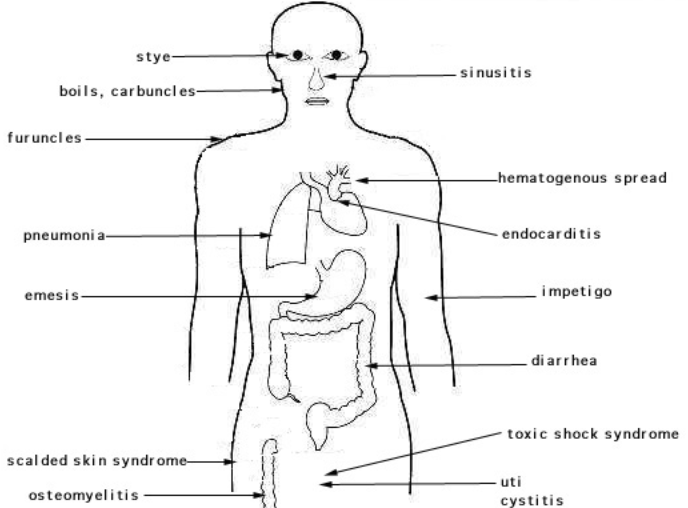 stye
sinusitis
boils, carbuncles
furuncles
hematogenous spread
pneumonia
endocarditis
emesis
impetigo
diarrhea
toxic shock syndrome
scalded skin syndrome
uti
osteomyelitis
cystitis